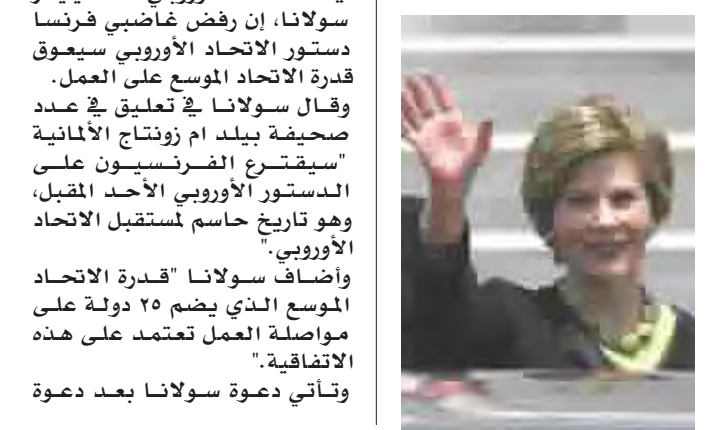 سولانا، إن رفض غاضبي فرنسا
دستور الاتحاد الأوروبي سيعوق
قدرة الاتحاد الموسع على العمل.
وقال سولانا في تعليق في عدد
صحيفة بيلد ام زونتاج الألمانية
"سيقترع الفرنسيون على
الدستور الأوروبي الأحد المقبل،
وهو تاريخ حاسم لمستقبل الاتحاد
الأوروبي."
وأضاف سولانا "قدرة الاتحاد
الموسع الذي يضم ٢٥ دولة على
مواصلة العمل تعتمد على هذه
الاتفاقية."
وتأتي دعوة سولانا بعد دعوة